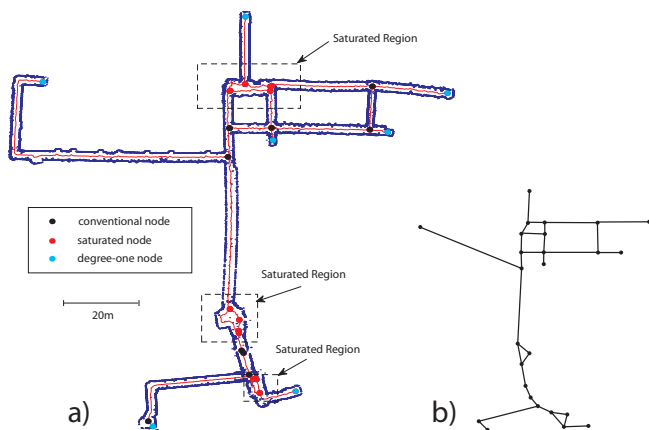 Saturated Region
conventional node
saturated node
degree-one node
Saturated Region
20m
Saturated Region
a)
b)